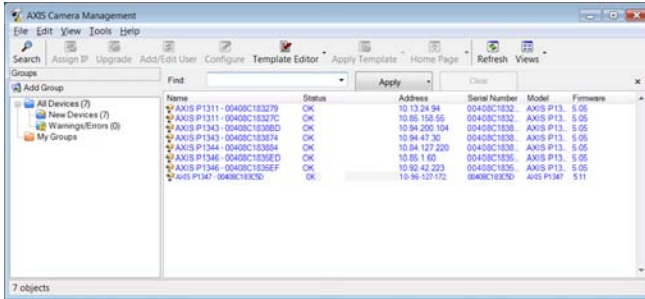 AXIS Camera Management
File Edit View Tools Help
Search Assign IP Upgrade Add/Edit User Configure Template Editor Apply Template Home Page Refresh Views
Groups
Add Group
All Devices (7)
New Devices (7)
Warnings/Errors (0)
My Groups
Find: Apply Clear
Name Status Address Serial Number Model Firmware
AXIS P1311 - 00408C183279 OK 10.13.24.94 00408C1832... AXIS P13... 5.05
AXIS P1311 - 00408C18327C OK 10.85.158.55 00408C1832... AXIS P13... 5.05
AXIS P1343 - 00408C1838BD OK 10.94.200.104 00408C1838... AXIS P13... 5.05
AXIS P1343 - 00408C183874 OK 10.94.47.30 00408C1838... AXIS P13... 5.05
AXIS P1344 - 00408C183884 OK 10.84.127.220 00408C1838... AXIS P13... 5.05
AXIS P1346 - 00408C1835ED OK 10.85.1.60 00408C1835... AXIS P13... 5.05
AXIS P1346 - 00408C1835EF OK 10.92.42.223 00408C1835... AXIS P13... 5.05
AXIS P1347 - 00408C183C5D OK 10-96-127-172. 00408C183C5D AXIS P1347 5.11
7 objects